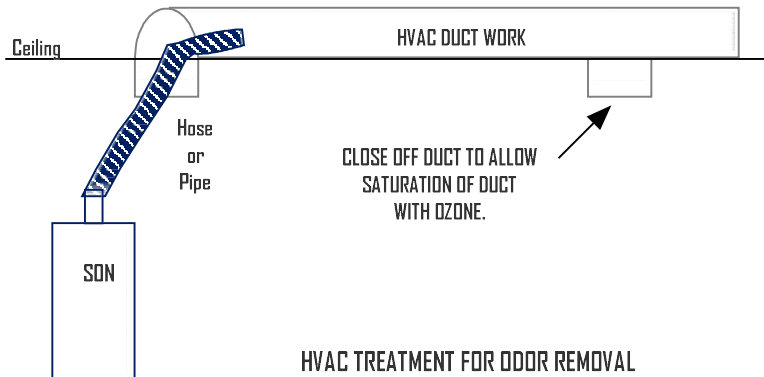 Ceiling
HVAC DUCT WORK
Hose
or
Pipe
CLOSE OFF DUCT TO ALLOW
SATURATION OF DUCT
WITH OZONE.
SON
HVAC TREATMENT FOR ODOR REMOVAL